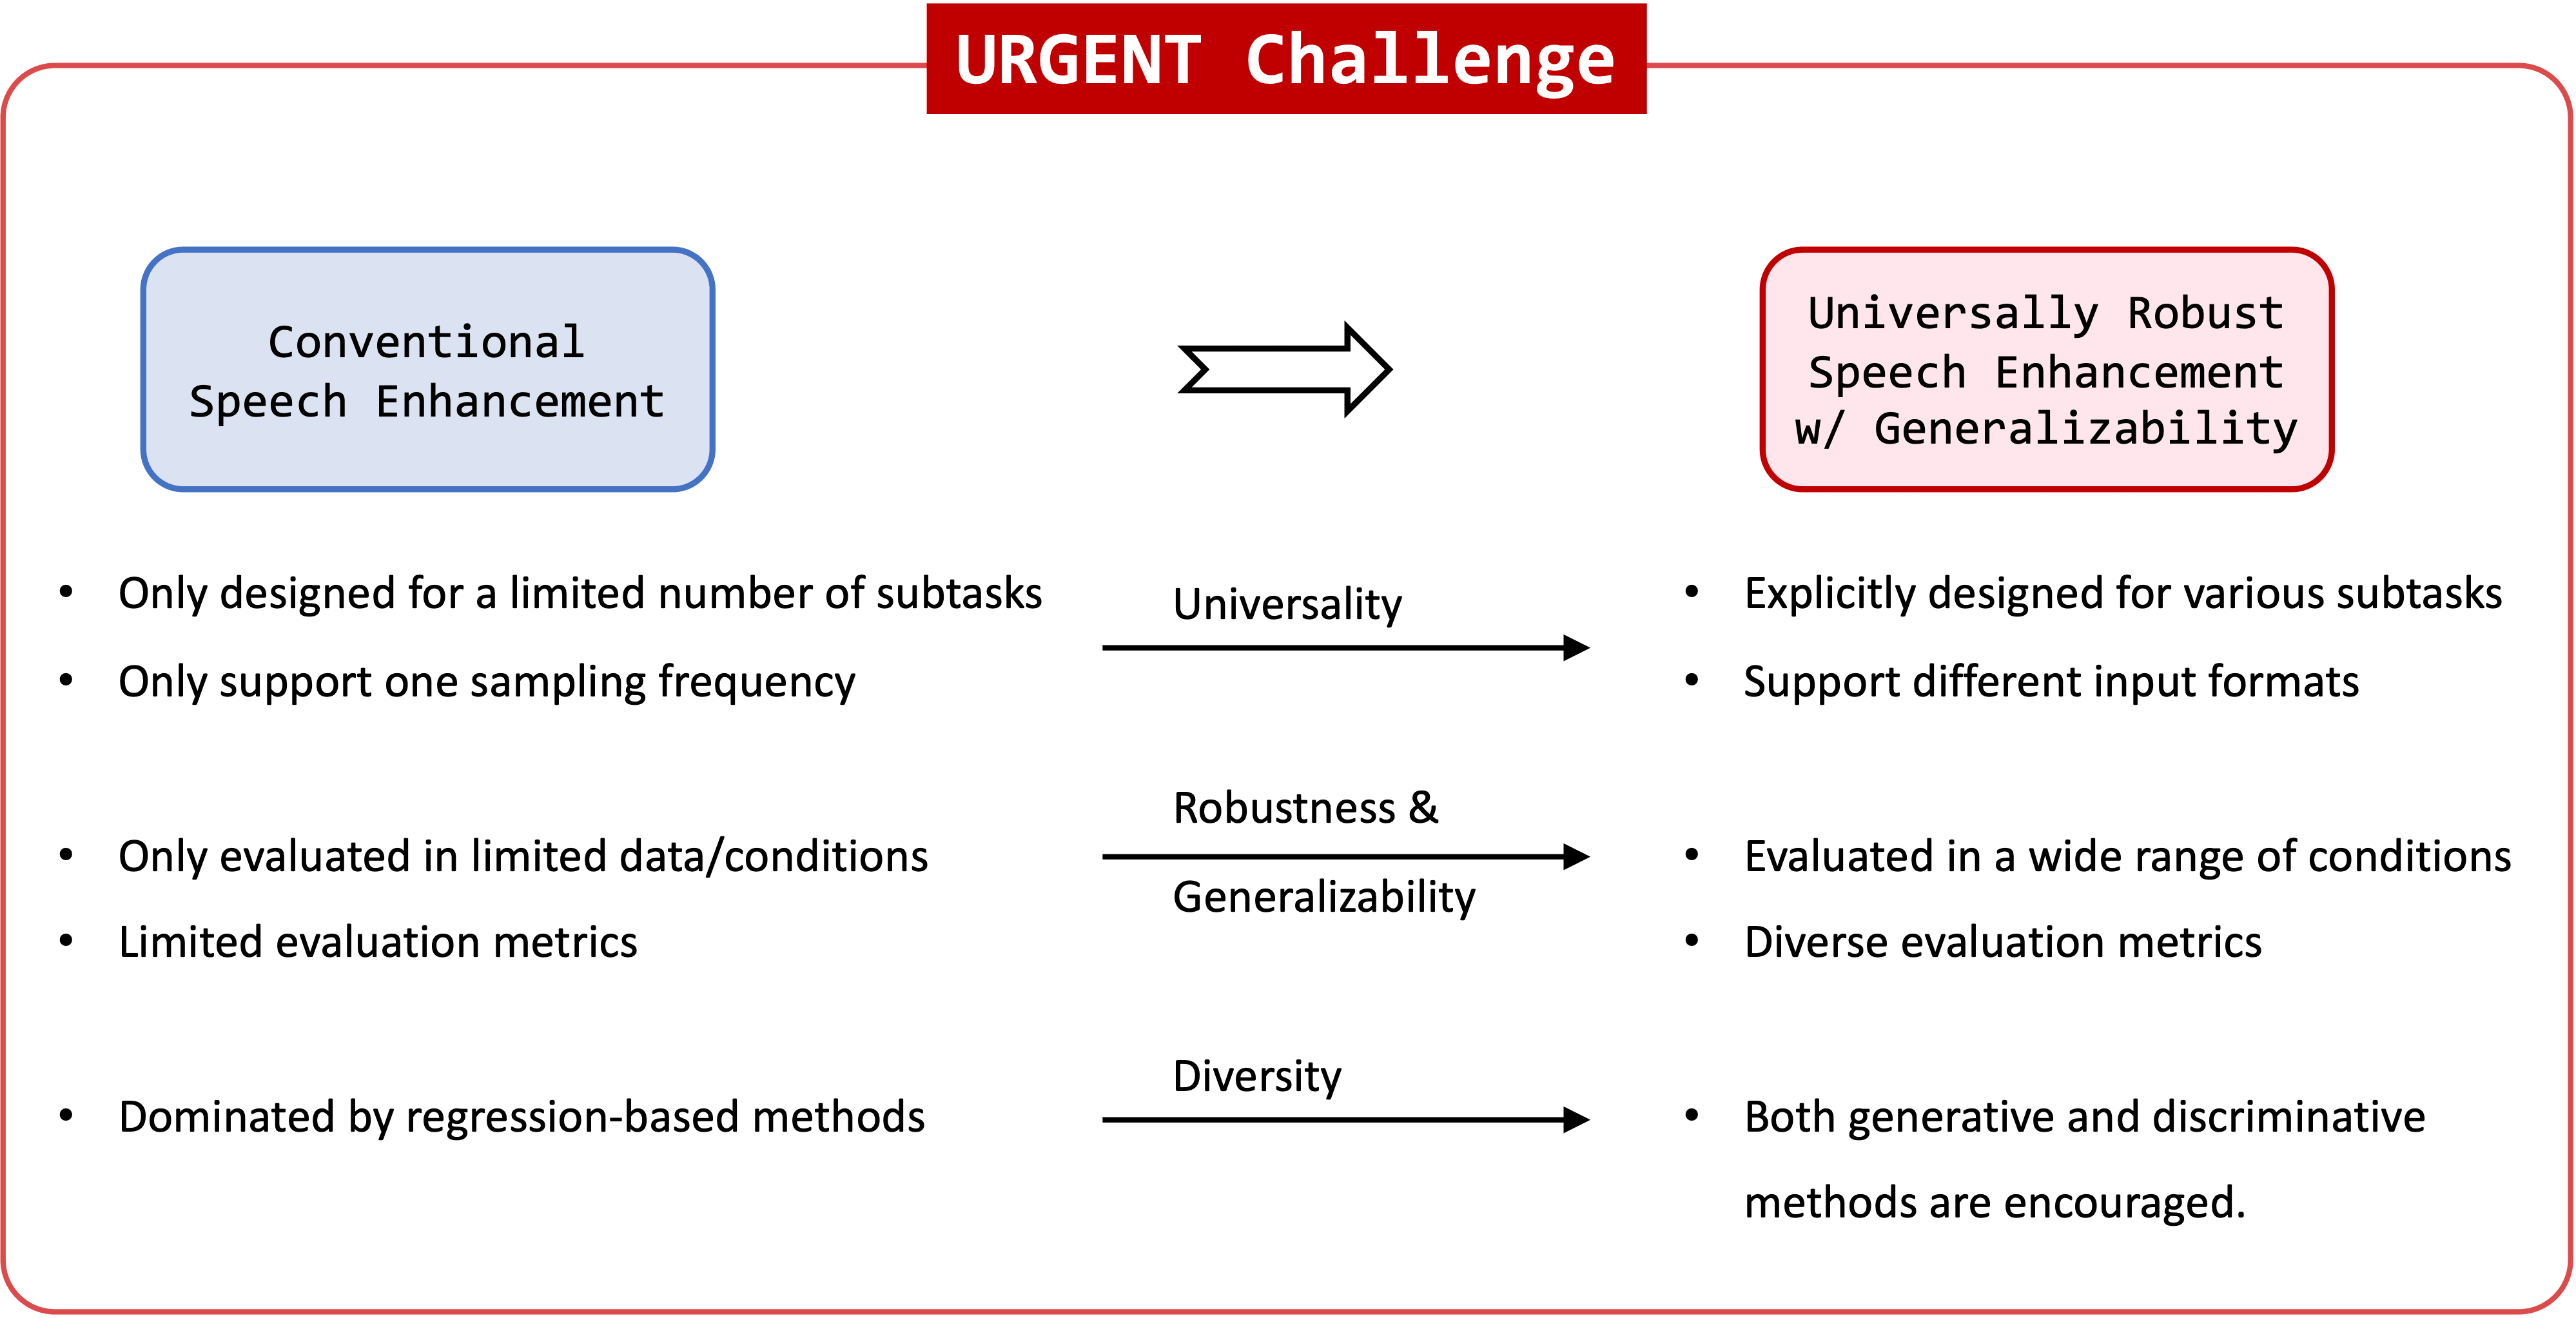 URGENT Challenge
Conventional
Speech Enhancement
Universally Robust
Speech Enhancement
w/ Generalizability
• Only designed for a limited number of subtasks
• Only support one sampling frequency
Universality
• Explicitly designed for various subtasks
• Support different input formats
• Only evaluated in limited data/conditions
• Limited evaluation metrics
Robustness &
Generalizability
• Evaluated in a wide range of conditions
• Diverse evaluation metrics
• Dominated by regression-based methods
Diversity
• Both generative and discriminative
methods are encouraged.